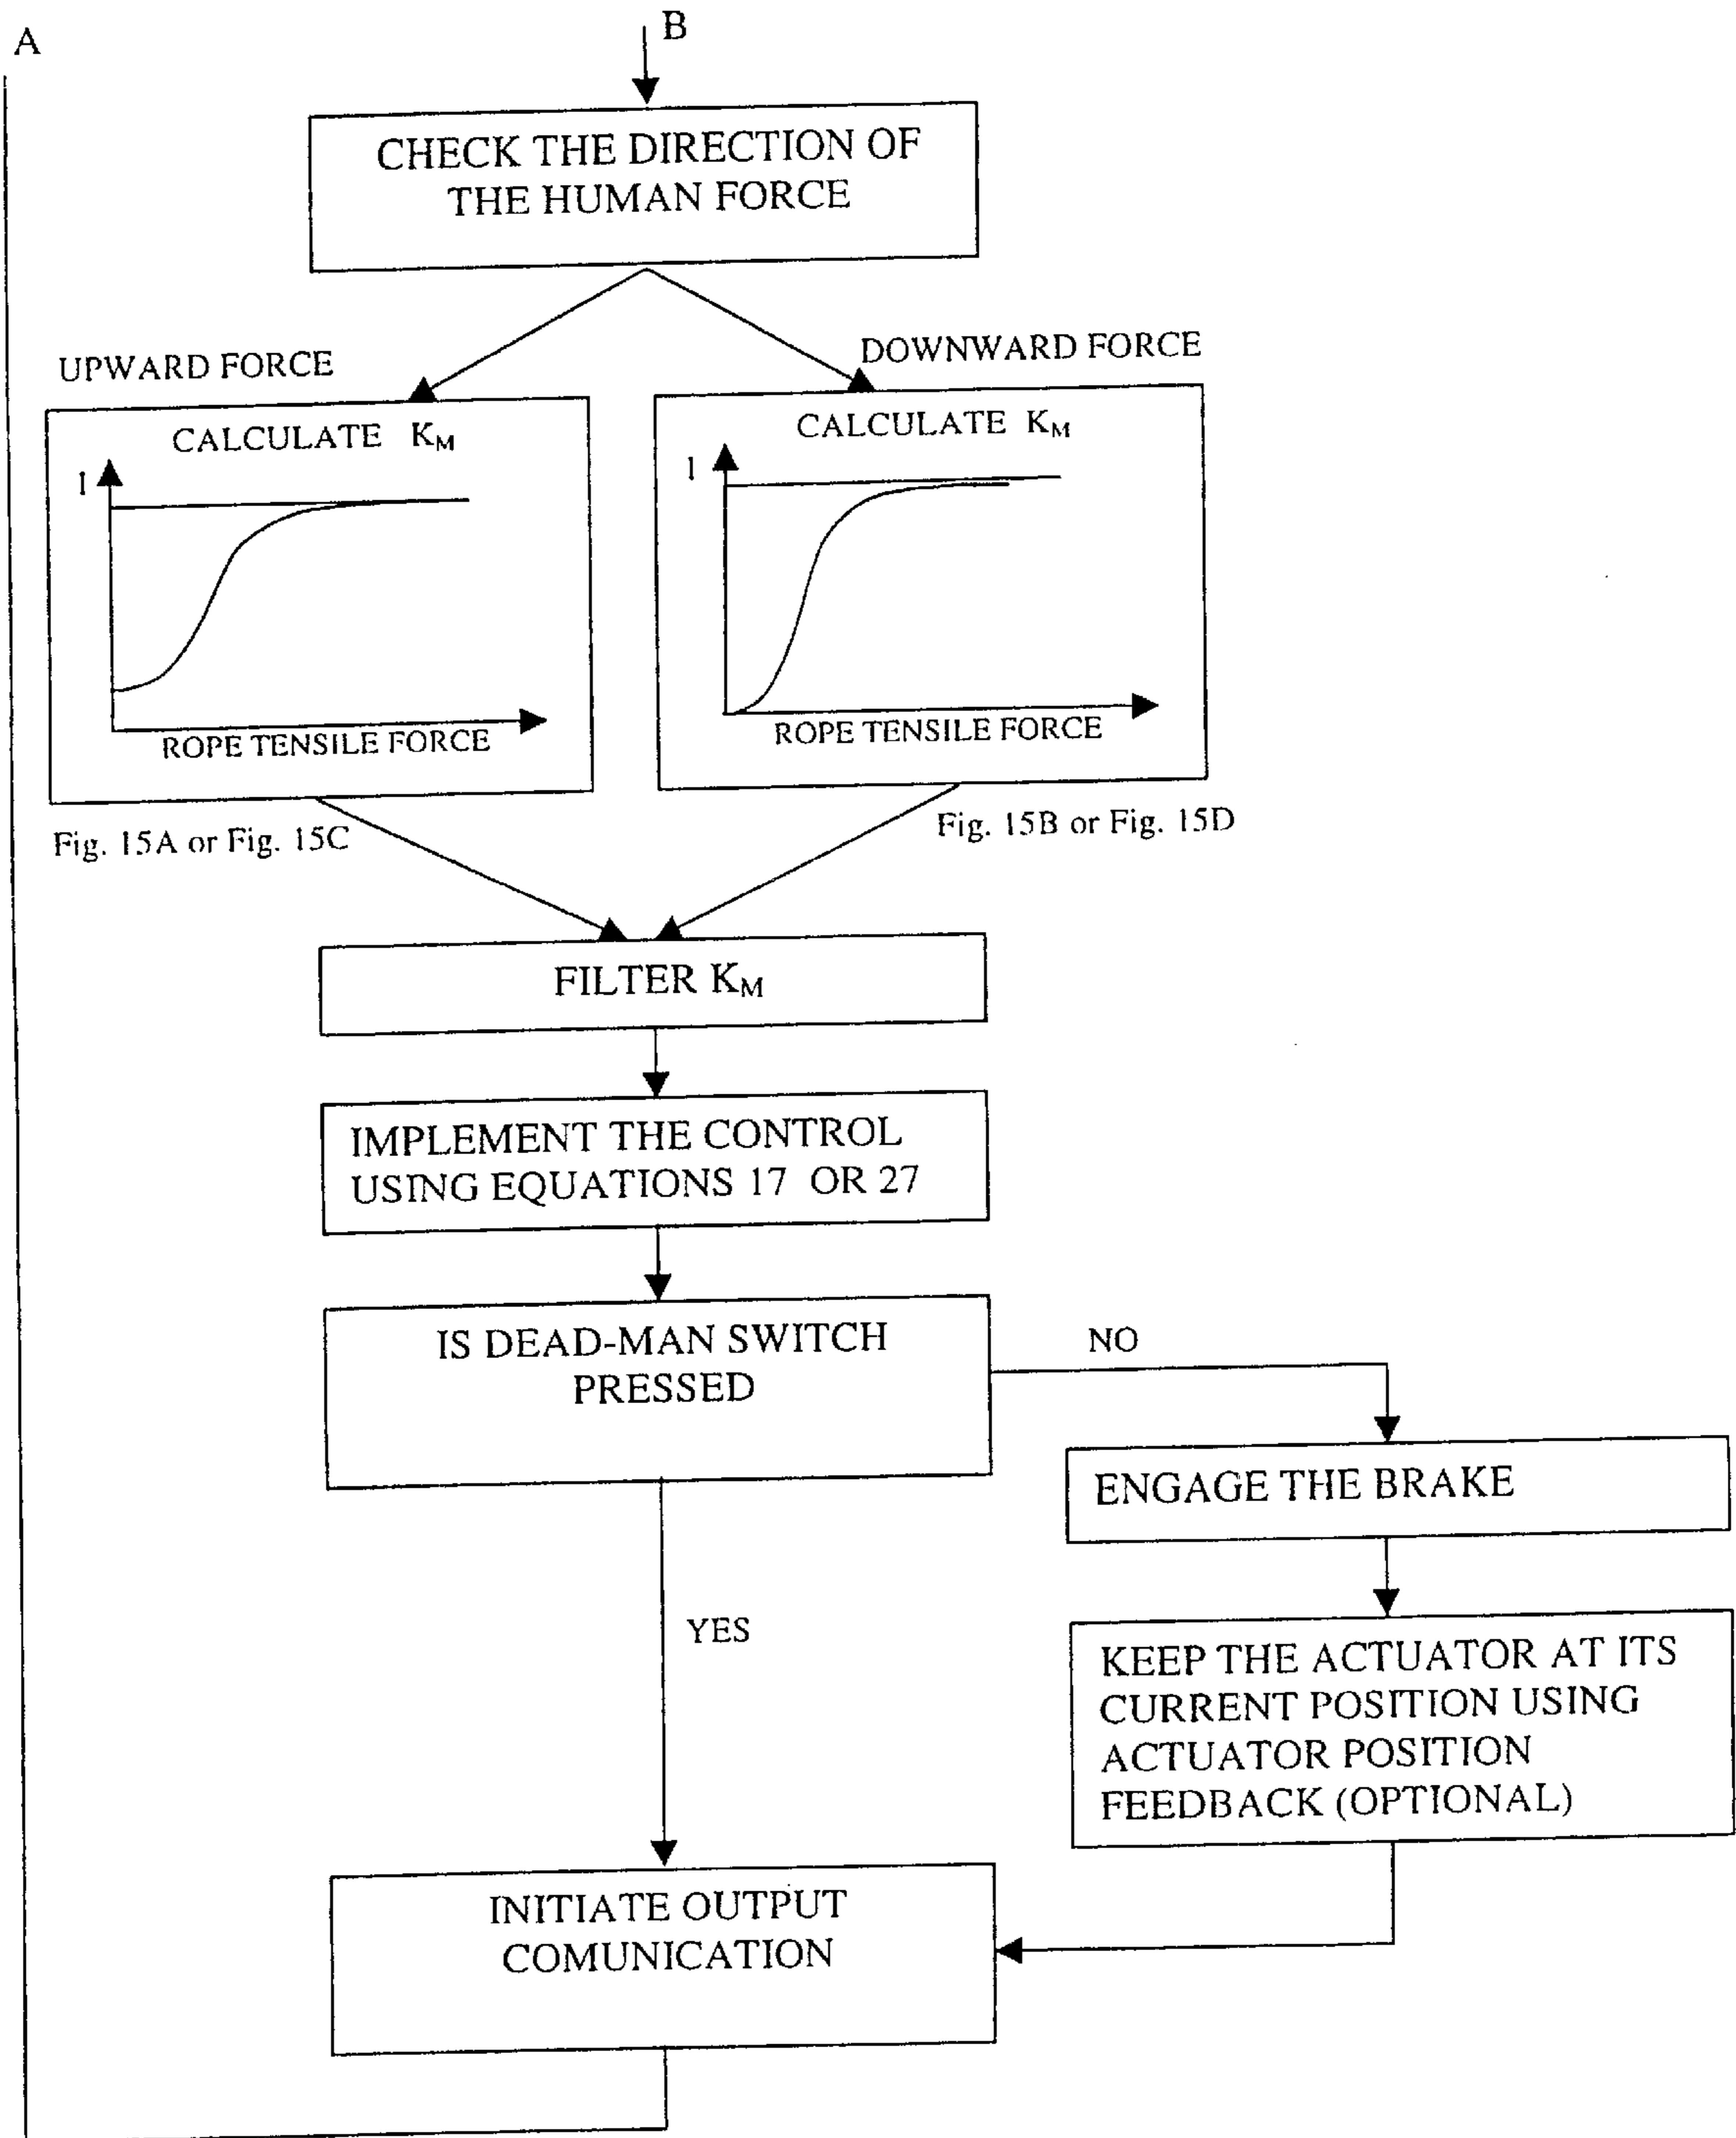 A
B
CHECK THE DIRECTION OF
THE HUMAN FORCE
UPWARD FORCE
DOWNWARD FORCE
CALCULATE KM
1
ROPE TENSILE FORCE
CALCULATE KM
1
ROPE TENSILE FORCE
Fig. 15A or Fig. 15C
Fig. 15B or Fig. 15D
FILTER KM
IMPLEMENT THE CONTROL
USING EQUATIONS 17 OR 27
IS DEAD-MAN SWITCH
PRESSED
NO
ENGAGE THE BRAKE
YES
KEEP THE ACTUATOR AT ITS
CURRENT POSITION USING
ACTUATOR POSITION
FEEDBACK (OPTIONAL)
INITIATE OUTPUT
COMUNICATION